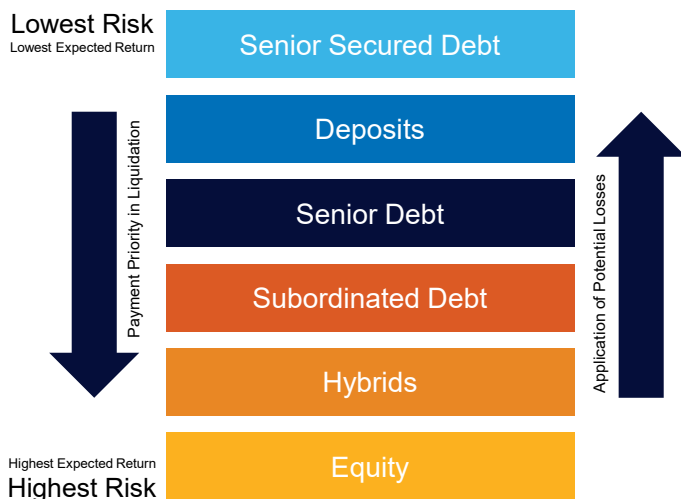 Lowest Risk
Lowest Expected Return
Senior Secured Debt
Deposits
Payment Priority in Liquidation
Senior Debt
Application of Potential Losses
Subordinated Debt
Hybrids
Highest Expected Return
Highest Risk
Equity